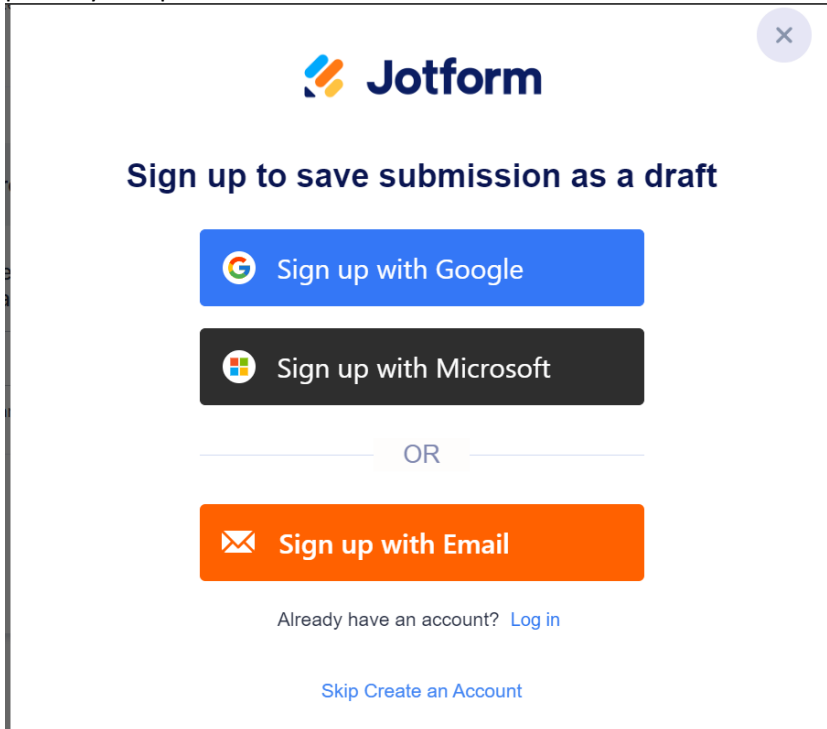 Jotform
Sign up to save submission as a draft
Sign up with Google
Sign up with Microsoft
OR
Sign up with Email
Already have an account? Log in
Skip Create an Account